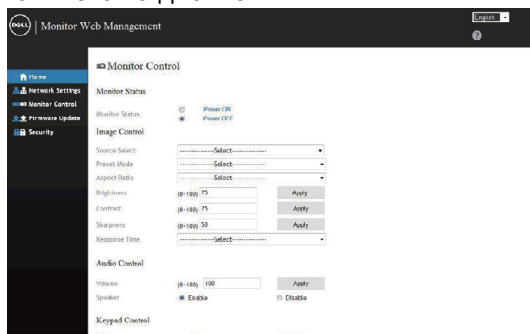 DELL
Monitor Web Management
English
Home
Network Settings
Monitor Control
Firmware Update
Security
Monitor Control
Monitor Status
Monitor Status
Power ON
Power OFF
Image Control
Source Select
---------------Select---------------
Preset Mode
---------------Select---------------
Aspect Ratio
---------------Select---------------
Brightness (0~100) 75 Apply
Contrast (0~100) 75 Apply
Sharpness (0~100) 50 Apply
Response Time
---------------Select---------------
Audio Control
Volume (0~100) 100 Apply
Speaker Enable Disable
Keypad Control